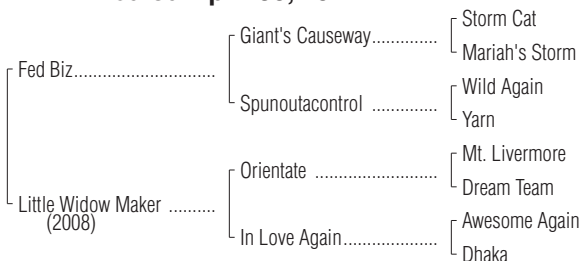 Storm Cat
Giant's Causeway..............
Mariah's Storm
Fed Biz..............................
Wild Again
Spunoutacontrol ..............
Yarn
Mt. Livermore
Orientate ..........................
Dream Team
Little Widow Maker ..........
(2008)
Awesome Again
In Love Again....................
Dhaka